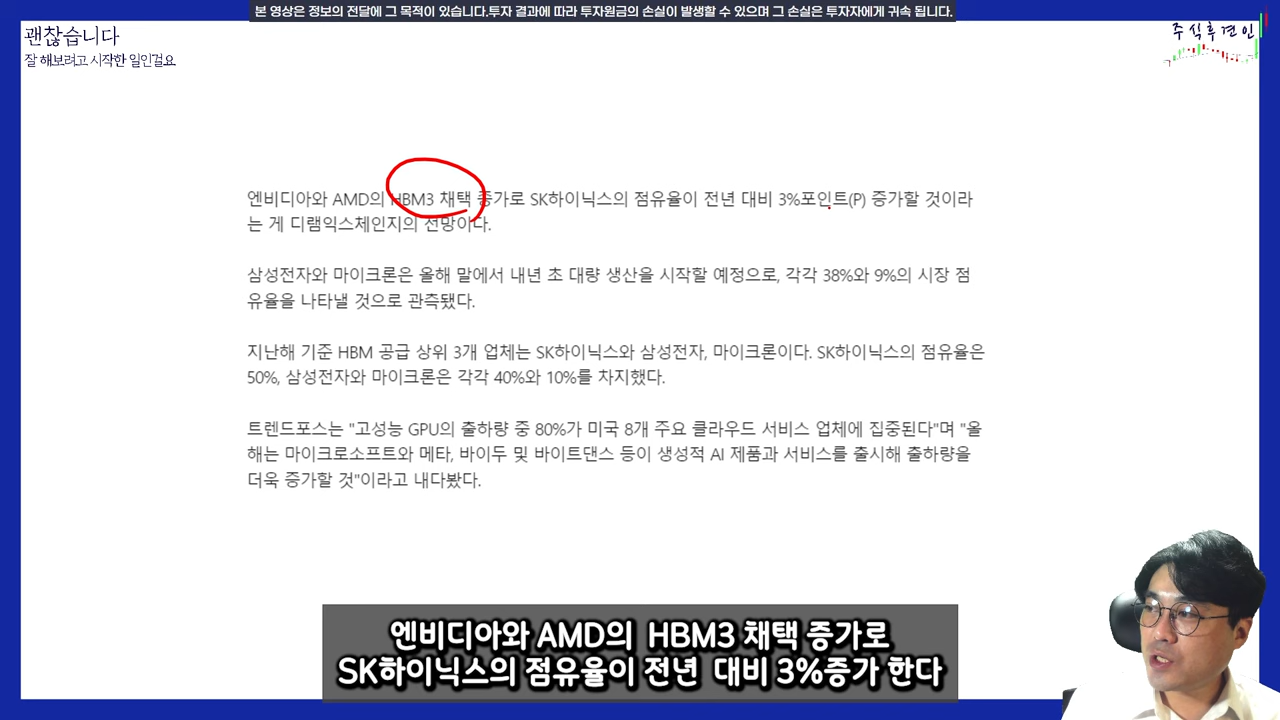 본 영상은 정보의 전달에 그 목적이 있습니다.투자 결과에 따라 투자원금의 손실이 발생할 수 있으며 그 손실은 투자자에게 귀속 됩니다.
괜찮습니다
잘 해보려고 시작한 일인걸요
주식후견인
엔비디아와 AMD의 HBM3 채택 증가로 SK하이닉스의 점유율이 전년 대비 3%포인트(P) 증가할 것이라
는 게 디램익스체인지의 전망이다.
삼성전자와 마이크론은 올해 말에서 내년 초 대량 생산을 시작할 예정으로, 각각 38%와 9%의 시장 점
유율을 나타낼 것으로 관측됐다.
지난해 기준 HBM 공급 상위 3개 업체는 SK하이닉스와 삼성전자, 마이크론이다. SK하이닉스의 점유율은
50%, 삼성전자와 마이크론은 각각 40%와 10%를 차지했다.
트렌드포스는 "고성능 GPU의 출하량 중 80%가 미국 8개 주요 클라우드 서비스 업체에 집중된다"며 "올
해는 마이크로소프트와 메타, 바이두 및 바이트댄스 등이 생성적 AI 제품과 서비스를 출시해 출하량을
더욱 증가할 것"이라고 내다봤다.
엔비디아와 AMD의 HBM3 채택 증가로
SK하이닉스의 점유율이 전년 대비 3%증가 한다